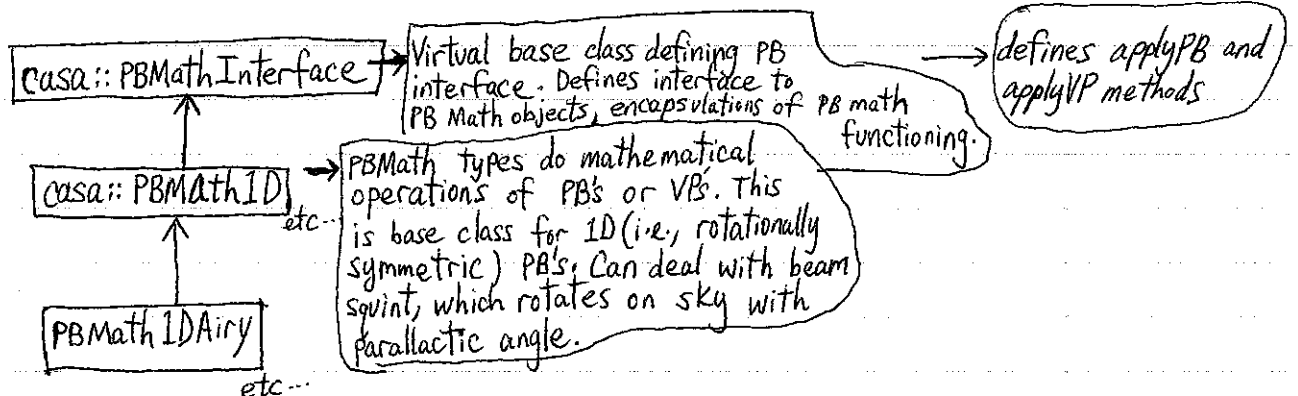 casa::PBMathInterface
Virtual base class defining PB
interface. Defines interface to
PB Math objects, encapsulations of PB math
functioning.
defines applyPB and
applyVP methods
casa::PBMath1D
etc...
PBMath types do mathematical
operations of PB's or VP's. This
is base class for 1D (i.e., rotationally
symmetric) PB's. Can deal with beam
squint, which rotates on sky with
parallactic angle.
PBMath1DAiry
etc...